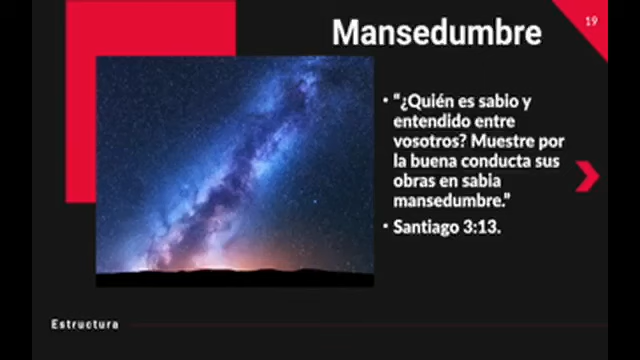 19
Mansedumbre
• “¿Quién es sabio y
entendido entre
vosotros? Muestre por
la buena conducta sus
obras en sabia
mansedumbre.”
• Santiago 3:13.
Estructura